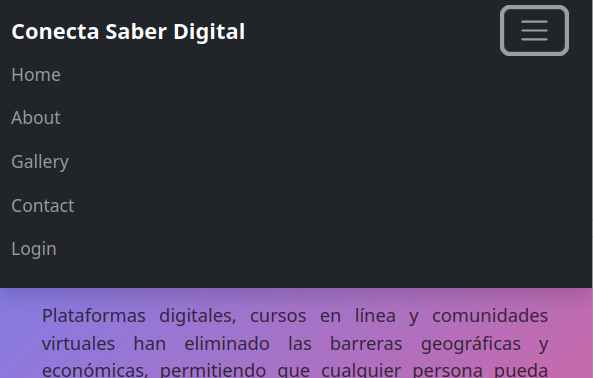 Conecta Saber Digital
Home
About
Gallery
Contact
Login
Plataformas digitales, cursos en línea y comunidades
virtuales han eliminado las barreras geográficas y
económicas, permitiendo que cualquier persona pueda